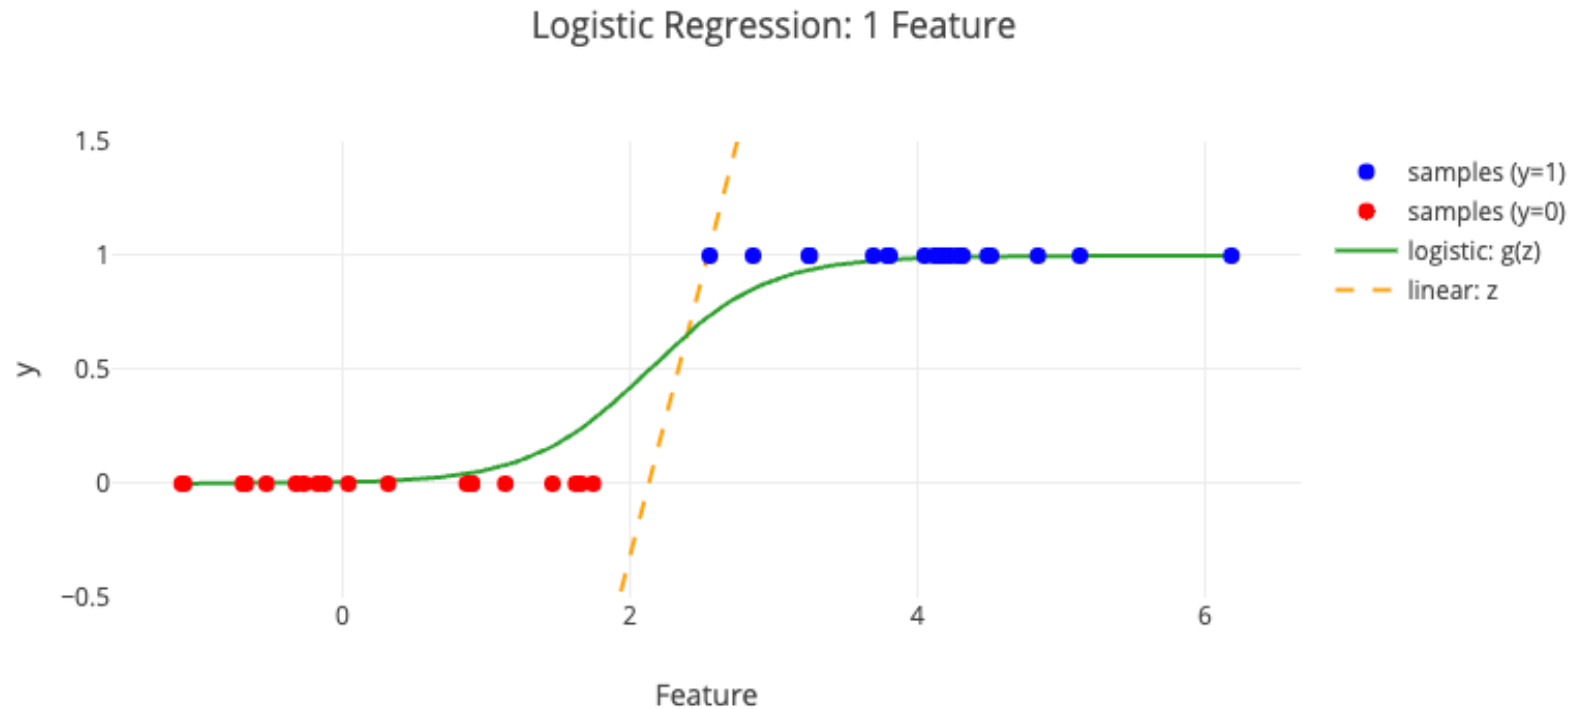 Logistic Regression: 1 Feature
1.5
1
0.5
0
−0.5
y
0
2
4
6
Feature
samples (y=1)
samples (y=0)
logistic: g(z)
linear: z